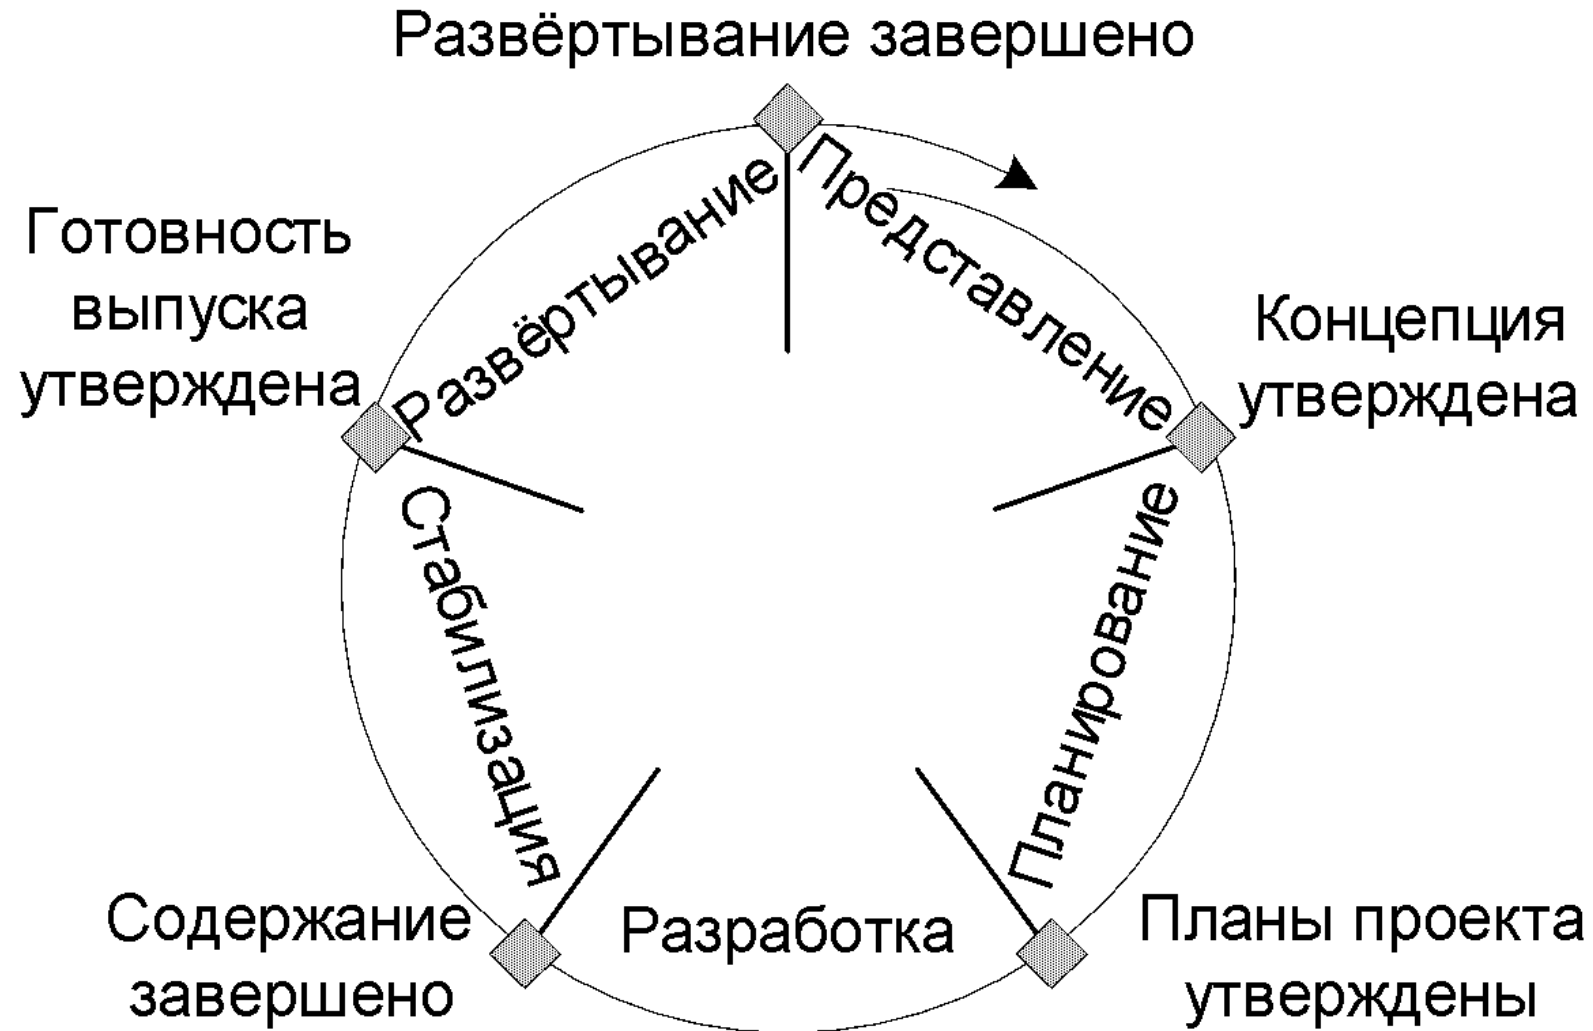 Развёртывание завершено
Представление
Концепция
утверждена
Планирование
Планы проекта
утверждены
Разработка
Содержание
завершено
Стабилизация
Готовность
выпуска
утверждена
Развёртывание